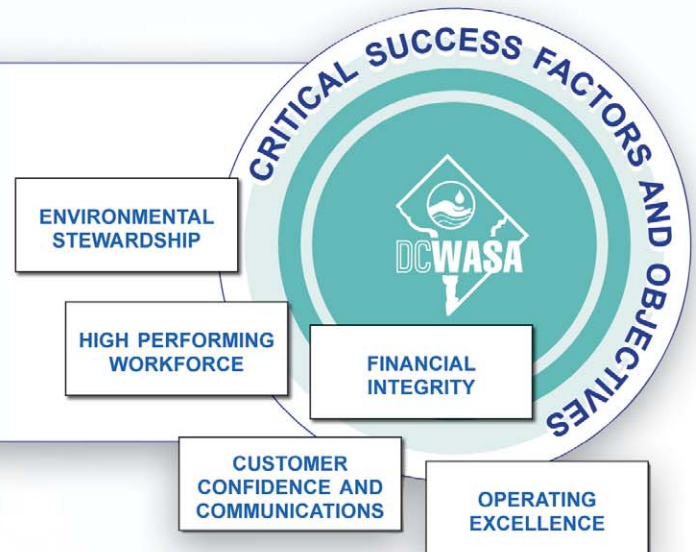 CRITICAL SUCCESS FACTORS AND OBJECTIVES
DCWASA
ENVIRONMENTAL
STEWARDSHIP
HIGH PERFORMING
WORKFORCE
FINANCIAL
INTEGRITY
CUSTOMER
CONFIDENCE AND
COMMUNICATIONS
OPERATING
EXCELLENCE